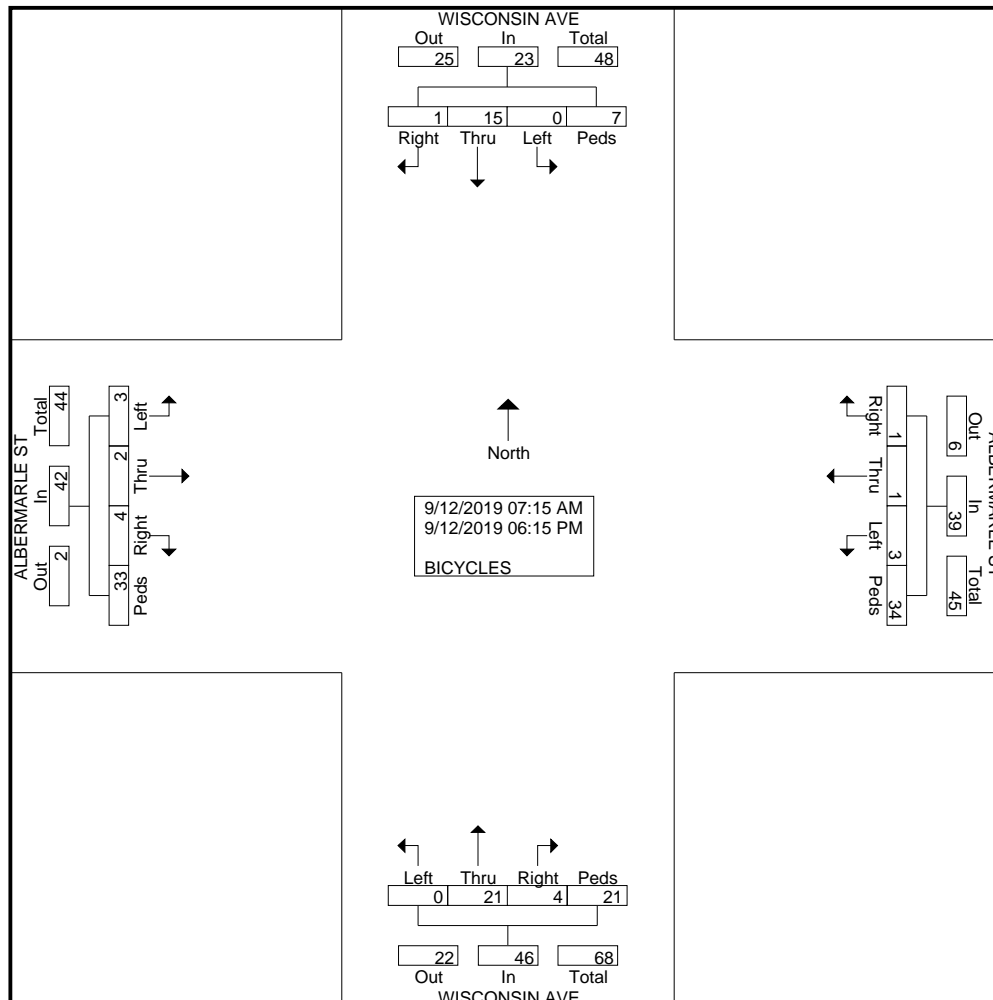 WISCONSIN AVE
Out In Total
25 23 48
1 15 0 7
Right Thru Left Peds
ALBERMARLE ST
Total In Out
44 42 2
3 2 4 33
Left Thru Right Peds
North
9/12/2019 07:15 AM
9/12/2019 06:15 PM
BICYCLES
Right Thru Left Peds
1 1 3 34
Out In Total
6 39 45
Left Thru Right Peds
0 21 4 21
22 46 68
Out In Total
WISCONSIN AVE